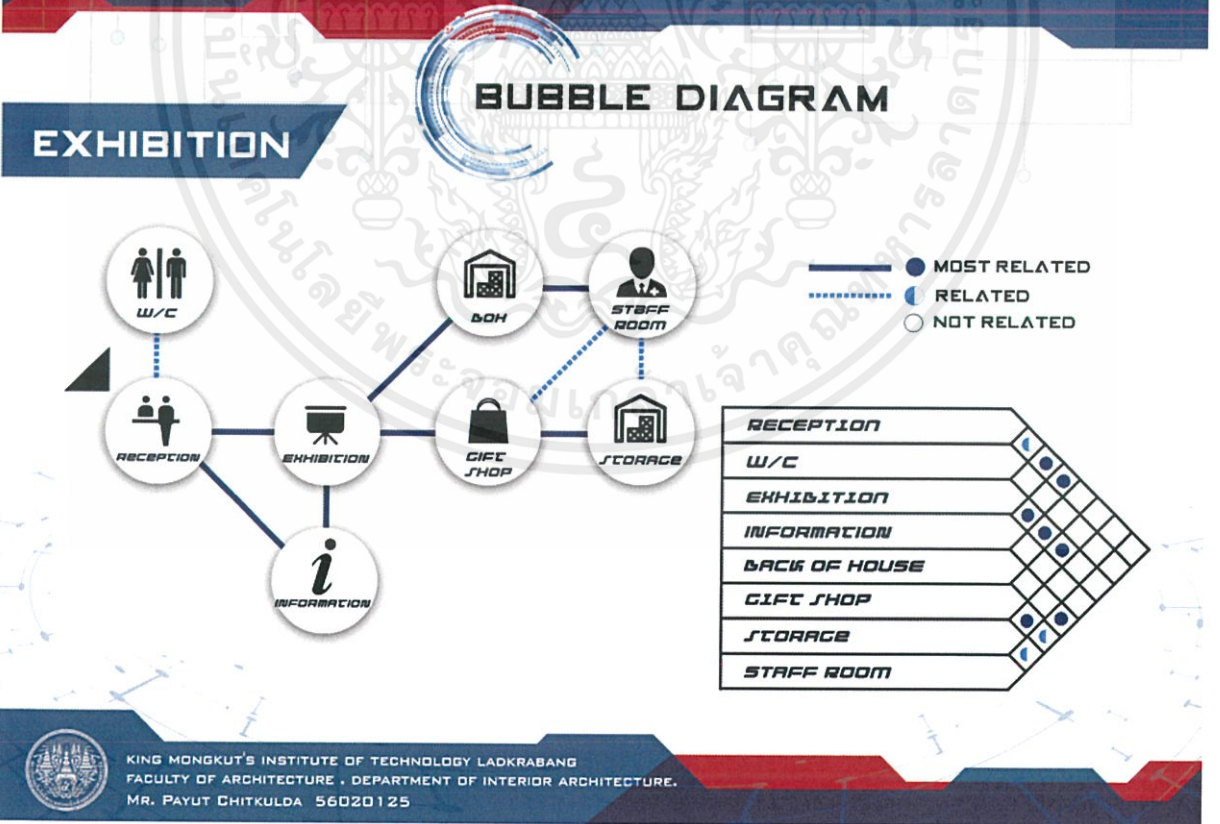 BUBBLE DIAGRAM
EXHIBITION
W/C
BOH
STAFF
ROOM
RECEPTION
EXHIBITION
GIFT
SHOP
STORAGE
INFORMATION
MOST RELATED
RELATED
NOT RELATED
RECEPTION
W/C
EXHIBITION
INFORMATION
BACK OF HOUSE
GIFT SHOP
STORAGE
STAFF ROOM
KING MONGKUT'S INSTITUTE OF TECHNOLOGY LADKRABANG
FACULTY OF ARCHITECTURE . DEPARTMENT OF INTERIOR ARCHITECTURE.
MR. PAYUT CHITKULDA 56020125